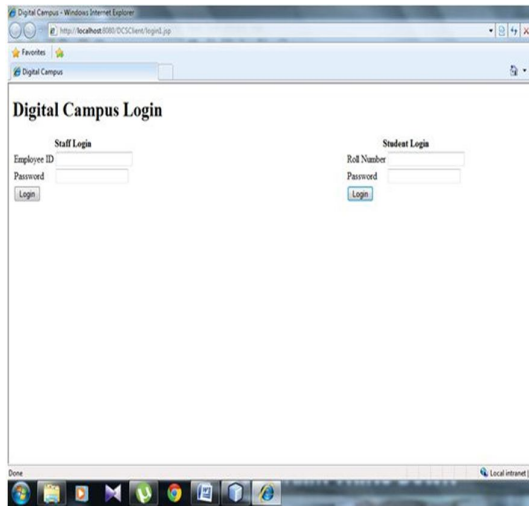 Digital Campus - Windows Internet Explorer
http://localhost:8080/DCSClient/login1.jsp
Favorites
Digital Campus
Digital Campus Login
Staff Login
Employee ID
Password
Login
Student Login
Roll Number
Password
Login
Done
Local intranet